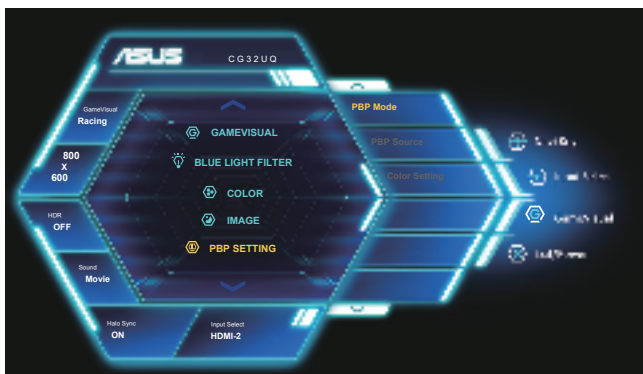 ASUS CG32UQ
GameVisual
Racing
800
X
600
HDR
OFF
Sound
Movie
Halo Sync
ON
Input Select
HDMI-2
GAMEVISUAL
BLUE LIGHT FILTER
COLOR
IMAGE
PBP SETTING
PBP Mode
PBP Source
Color Setting
GameVisual